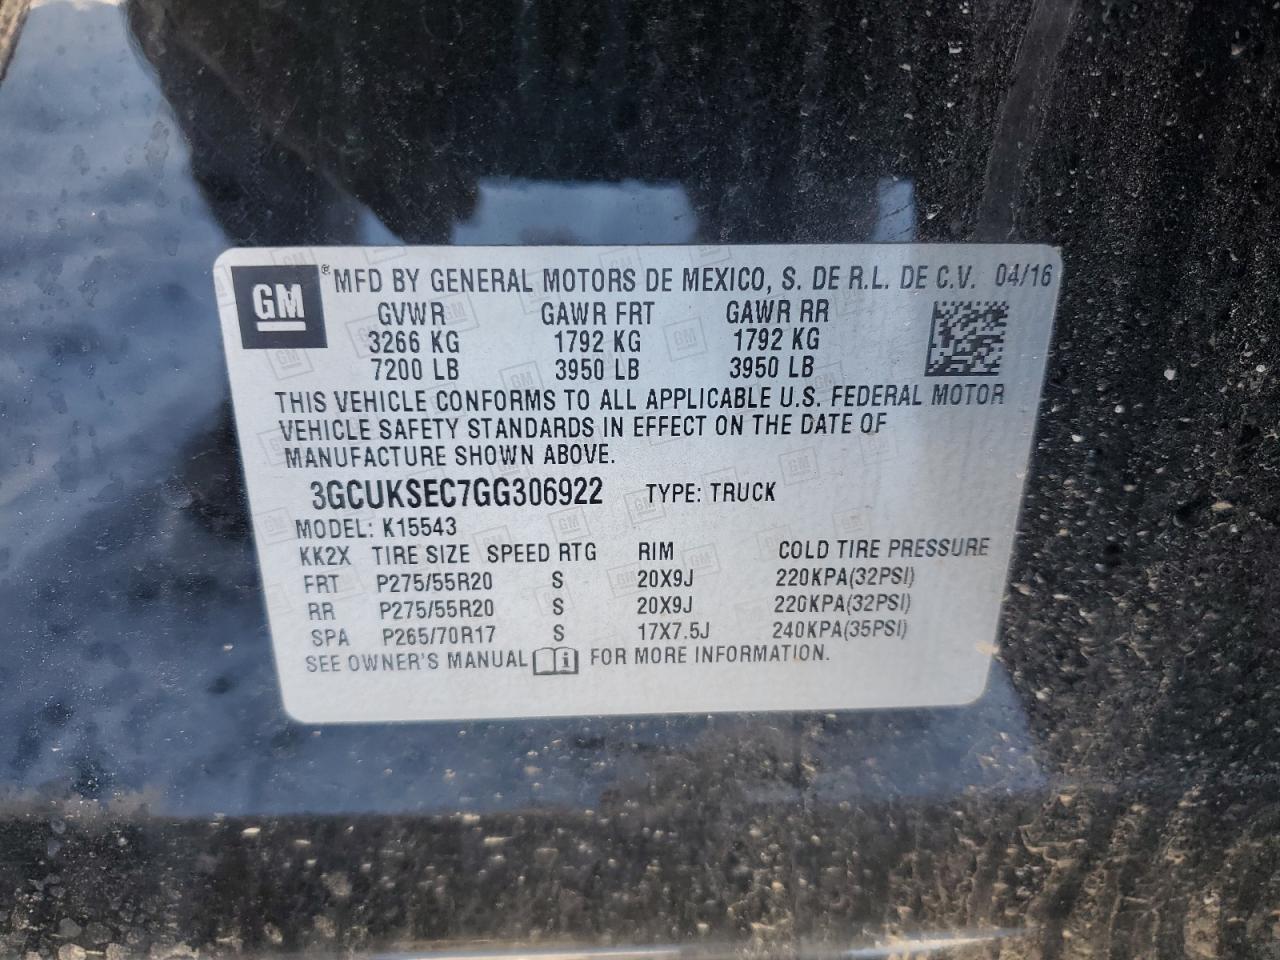 GM ® MFD BY GENERAL MOTORS DE MEXICO, S. DE R.L. DE C.V. 04/16
GVWR GAWR FRT GAWR RR
3266 KG 1792 KG 1792 KG
7200 LB 3950 LB 3950 LB
THIS VEHICLE CONFORMS TO ALL APPLICABLE U.S. FEDERAL MOTOR
VEHICLE SAFETY STANDARDS IN EFFECT ON THE DATE OF
MANUFACTURE SHOWN ABOVE.
3GCUKSEC7GG306922 TYPE: TRUCK
MODEL: K15543
KK2X TIRE SIZE SPEED RTG RIM COLD TIRE PRESSURE
FRT P275/55R20 S 20X9J 220KPA(32PSI)
RR P275/55R20 S 20X9J 220KPA(32PSI)
SPA P265/70R17 S 17X7.5J 240KPA(35PSI)
SEE OWNER'S MANUAL i FOR MORE INFORMATION.